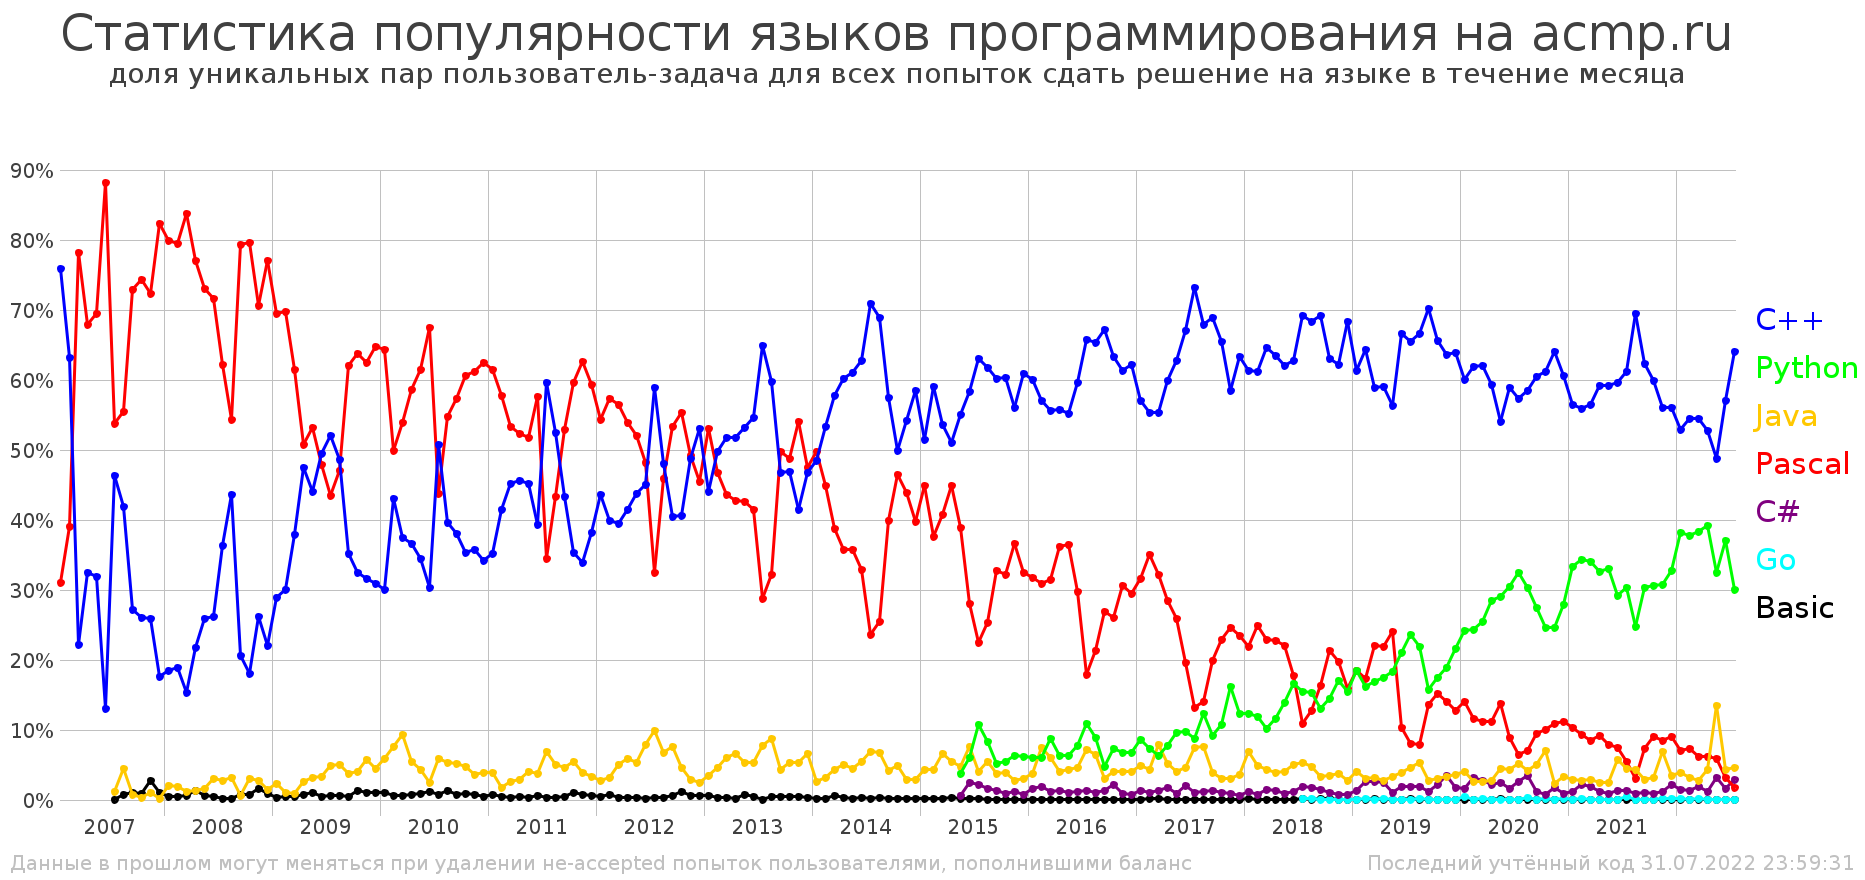 Статистика популярности языков программирования на acmp.ru
доля уникальных пар пользователь-задача для всех попыток сдать решение на языке в течение месяца
90%
80%
70%
60%
50%
40%
30%
20%
10%
0%
C++
Python
Java
Pascal
C#
Go
Basic
2007 2008 2009 2010 2011 2012 2013 2014 2015 2016 2017 2018 2019 2020 2021
Данные в прошлом могут меняться при удалении не-accepted попыток пользователями, пополнившими баланс
Последний учтённый код 31.07.2022 23:59:31